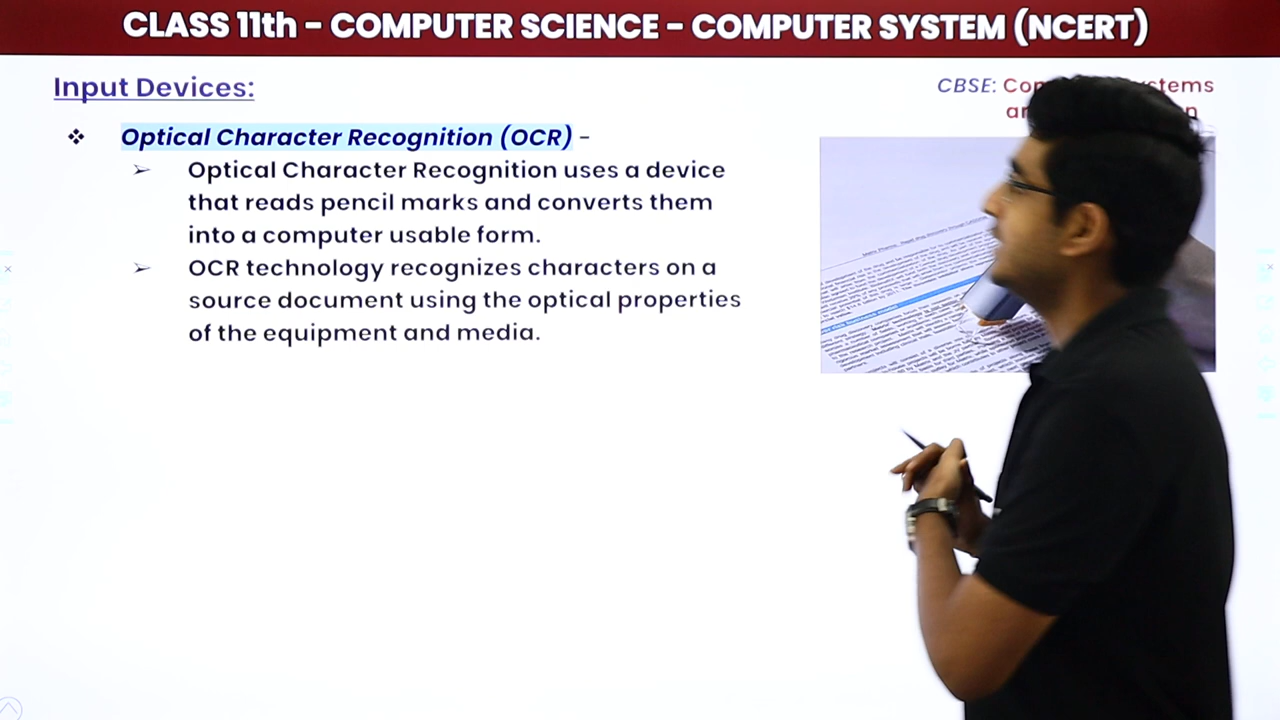 CLASS 11th - COMPUTER SCIENCE - COMPUTER SYSTEM (NCERT)
Input Devices:
CBSE:
❖ Optical Character Recognition (OCR) -
➢ Optical Character Recognition uses a device
that reads pencil marks and converts them
into a computer usable form.
➢ OCR technology recognizes characters on a
source document using the optical properties
of the equipment and media.